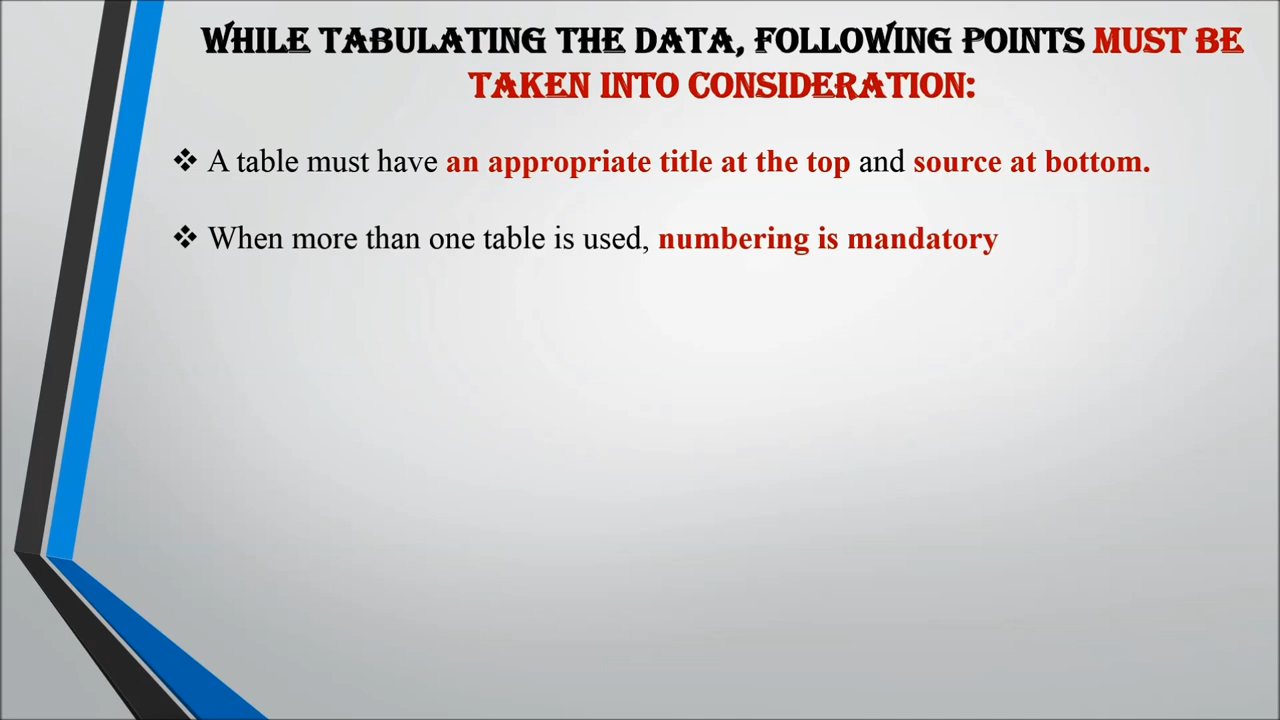 WHILE TABULATING THE DATA, FOLLOWING POINTS MUST BE
TAKEN INTO CONSIDERATION:
❖ A table must have an appropriate title at the top and source at bottom.
❖ When more than one table is used, numbering is mandatory